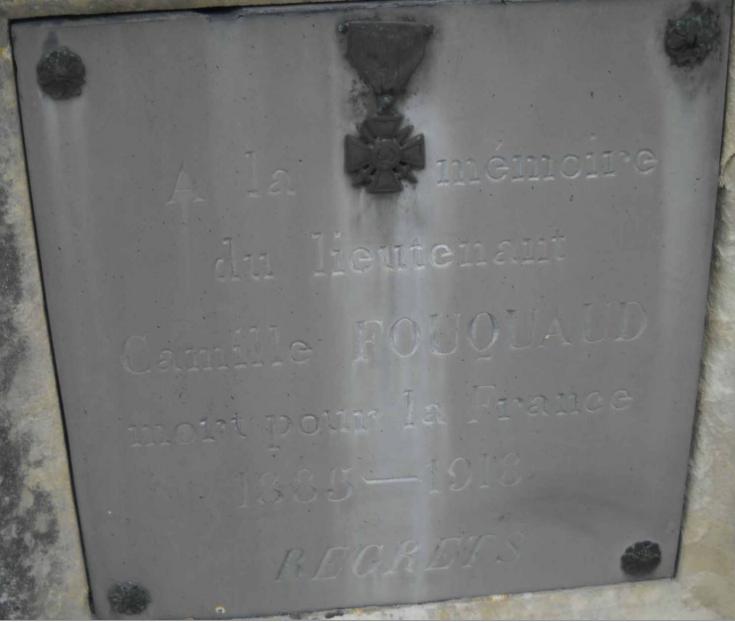 A la mémoire
du lieutenant
Camille FOUQUAUD
mort pour la France
1885—1918
REGRETS